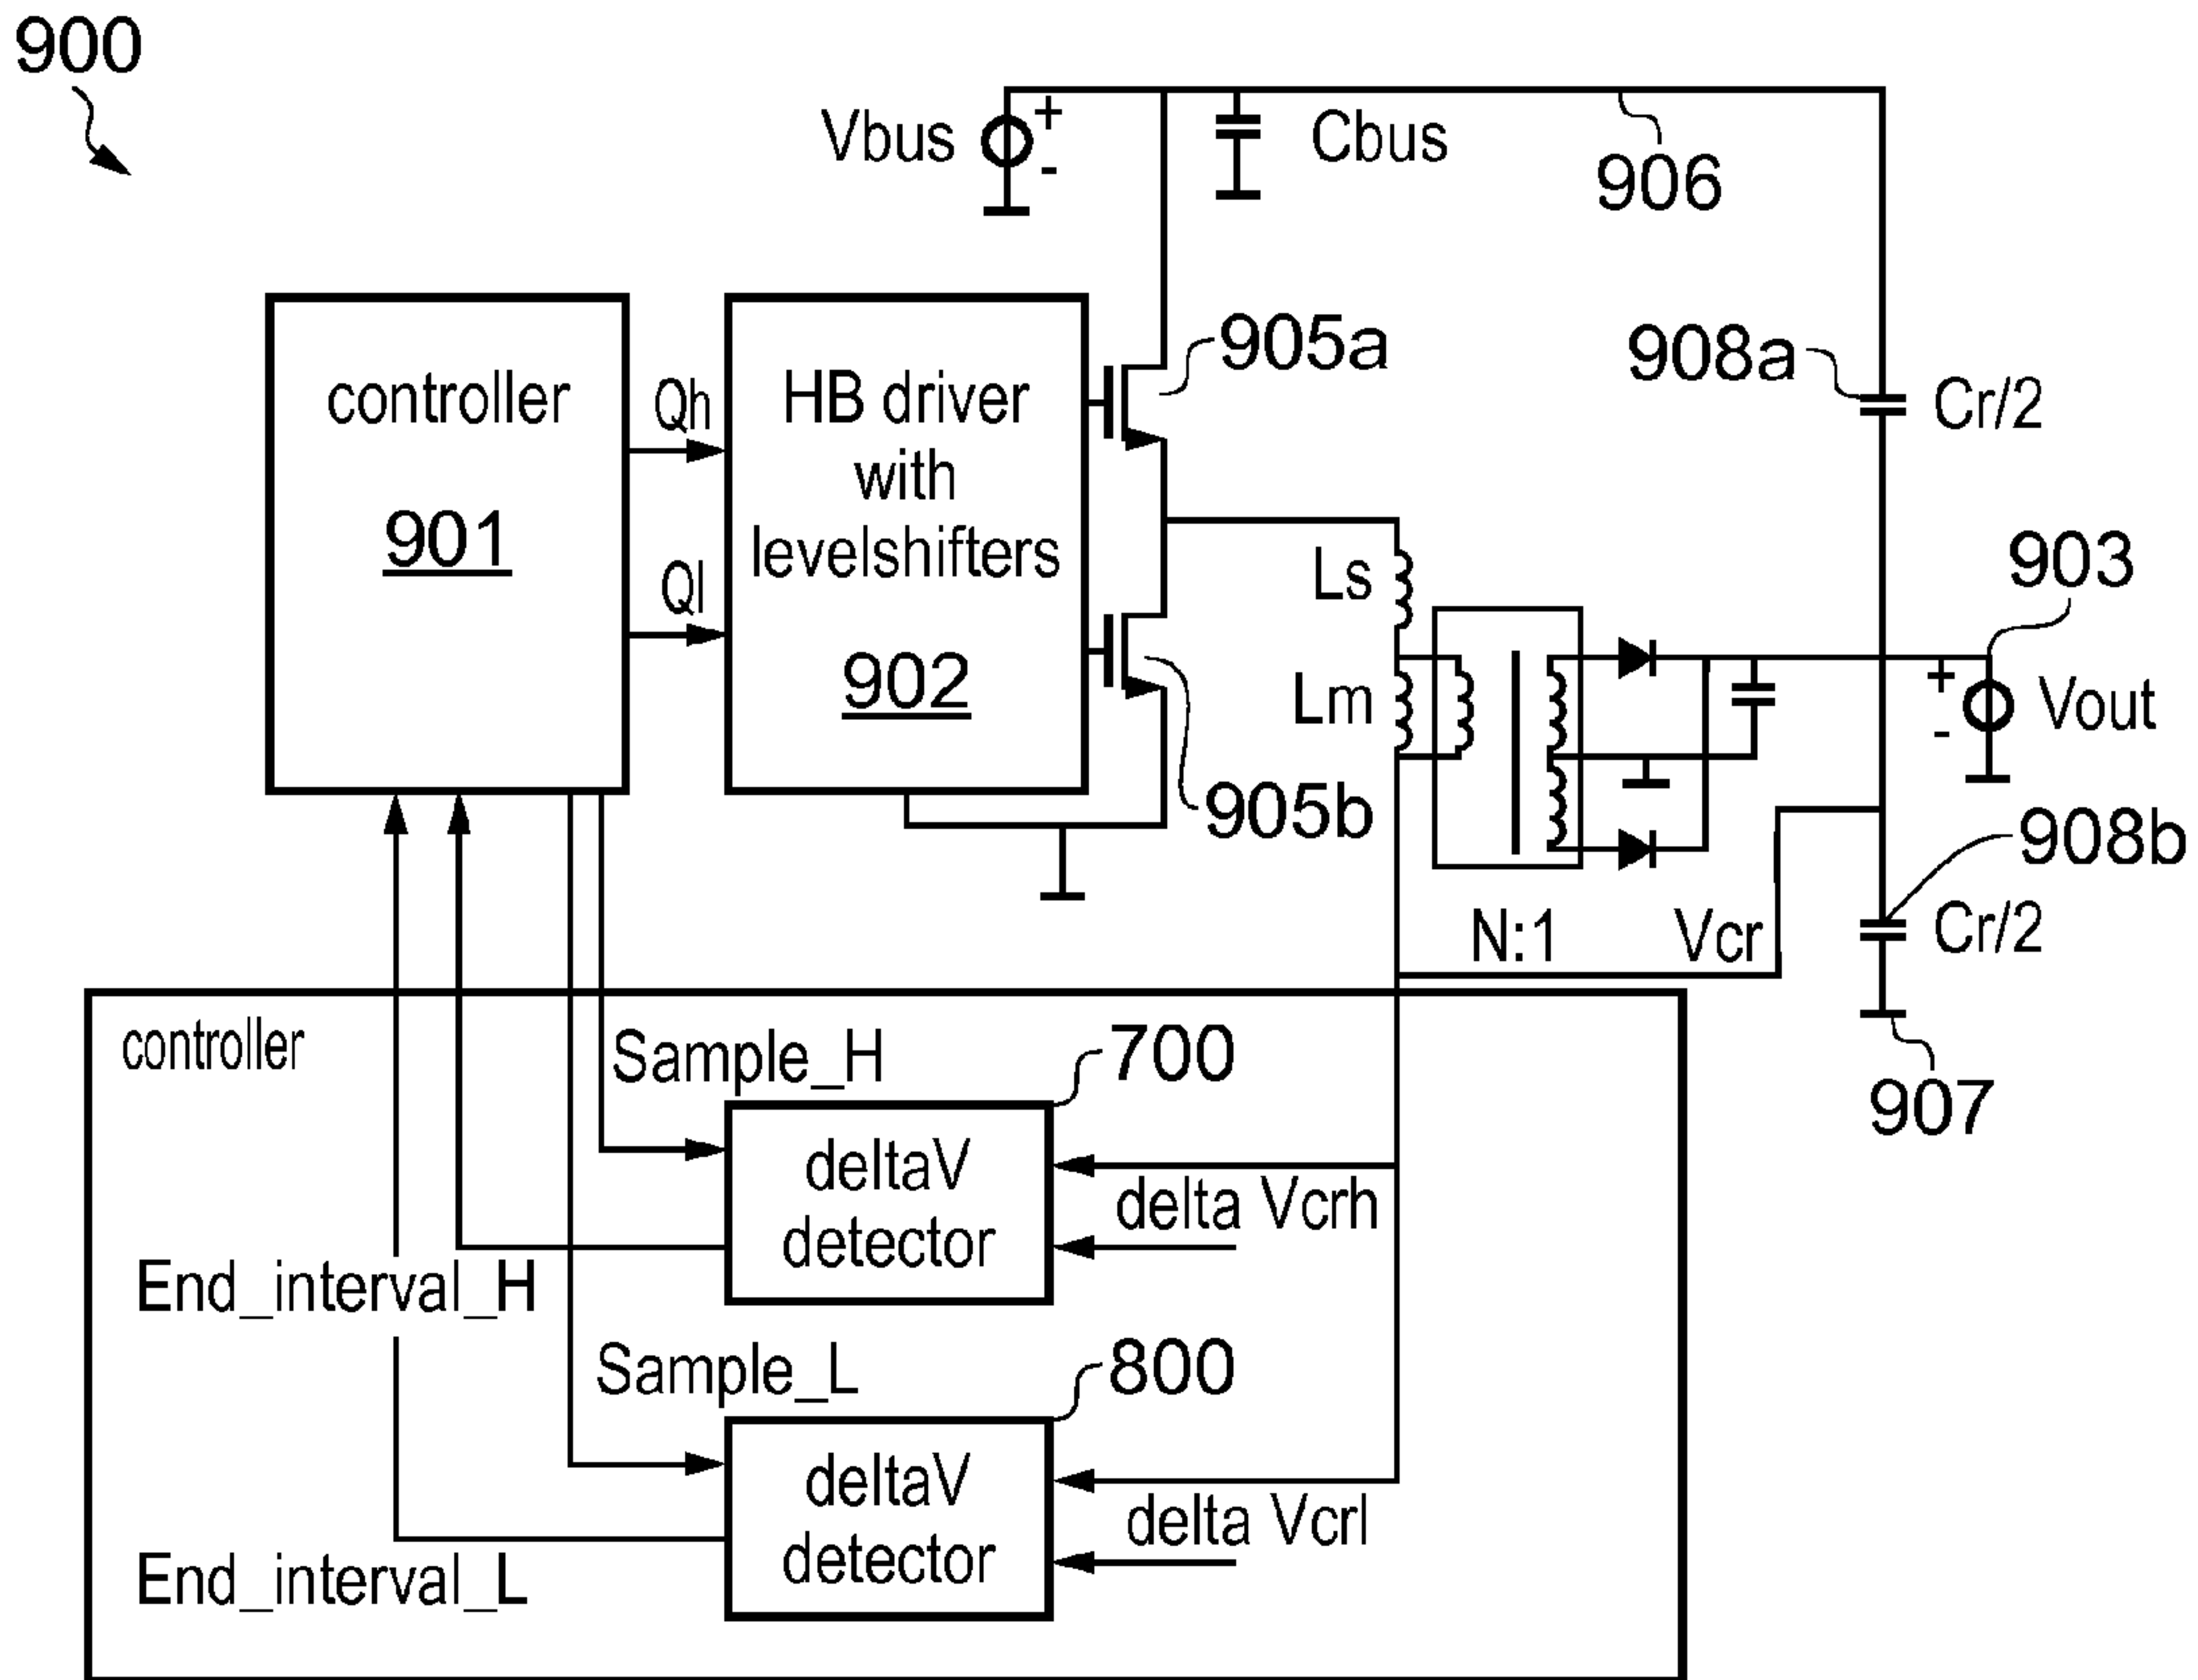 900
Vbus
+
-
Cbus
906
controller
901
Qh
Ql
HB driver
with
levelshifters
902
905a
905b
908a
Cr/2
903
Ls
Lm
+
-
Vout
908b
Cr/2
N:1
Vcr
907
controller
Sample_H
700
deltaV
detector
delta Vcrh
End_interval_H
Sample_L
800
deltaV
detector
delta Vcrl
End_interval_L